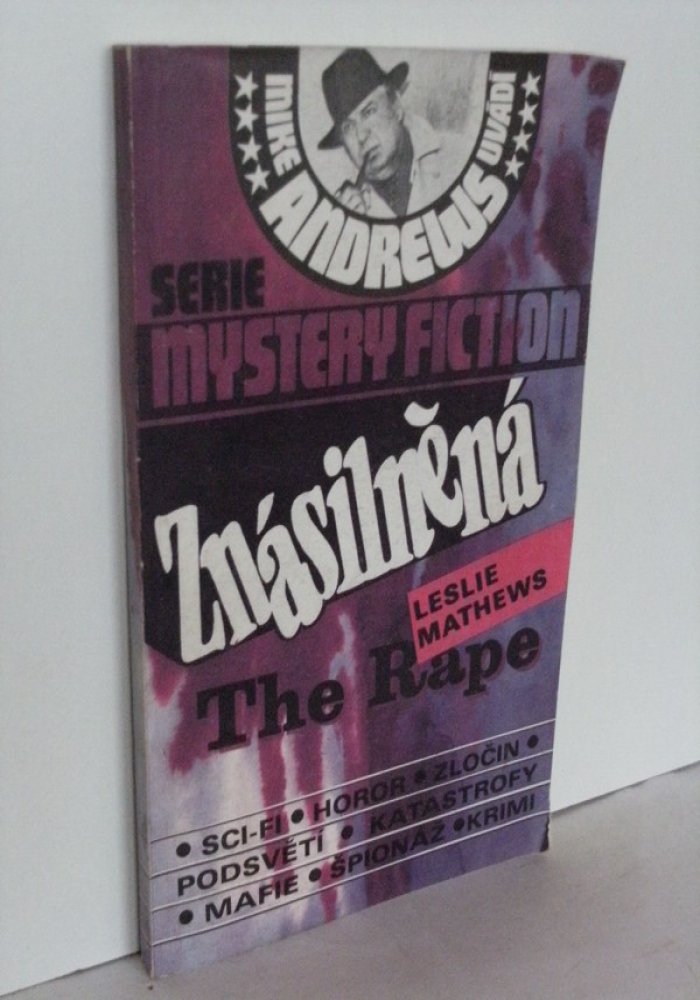 MIKE ANDREWS UVÁDÍ
SERIE
MYSTERY FICTION
Znásilněná
LESLIE
MATHEWS
The Rape
• SCI-FI • HOROR • ZLOČIN •
PODSVĚTÍ • KATASTROFY
• MAFIE • ŠPIONÁŽ • KRIMI